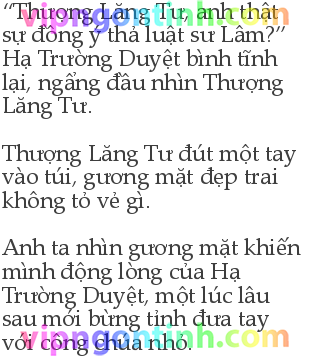 “Thượng Lăng Tư, anh thật
sự đồng ý thả luật sư Lâm?”
Hạ Trường Duyệt bình tĩnh
lại, ngẩng đầu nhìn Thượng
Lăng Tư.
Thượng Lăng Tư đút một tay
vào túi, gương mặt đẹp trai
không tỏ vẻ gì.
Anh ta nhìn gương mặt khiến
mình động lòng của Hạ
Trường Duyệt, một lúc lâu
sau mới bừng tỉnh đưa tay
với công chúa nhỏ.
vipngontinh.com
vipngontinh.com